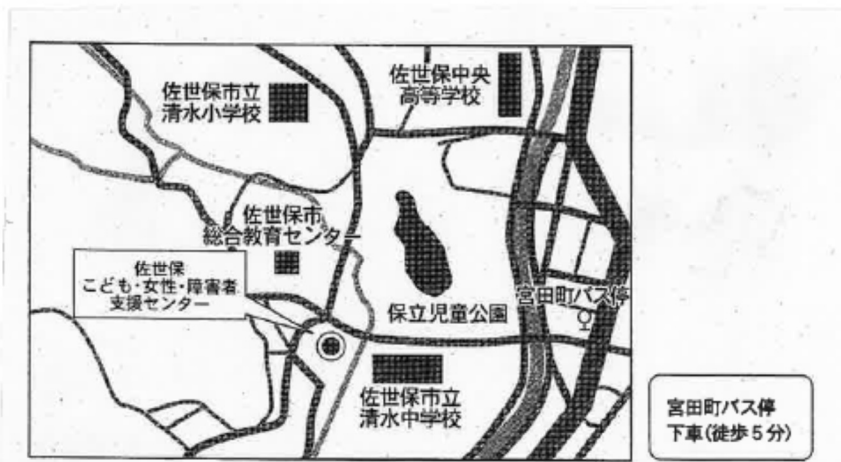 佐世保市立
清水小学校
佐世保中央
高等学校
佐世保市
総合教育センター
佐世保
こども・女性・障害者
支援センター
保立児童公園
宮田町バス停
佐世保市立
清水中学校
宮田町バス停
下車(徒歩5分)